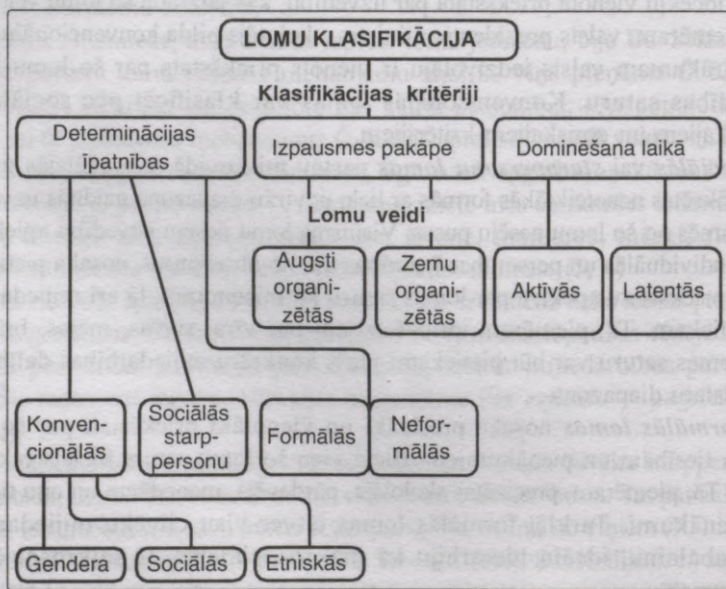 LOMU KLASIFIKĀCIJA
Klasifikācijas kritēriji
Determinācijas
īpatnības
Izpausmes pakāpe
Dominēšana laikā
Lomu veidi
Augsti
organi-
zētās
Zemu
organi-
zētās
Aktīvās
Latentās
Konven-
cionālās
Sociālās
starp-
personu
Formālās
Nefor-
mālās
Gendera
Sociālās
Etniskās